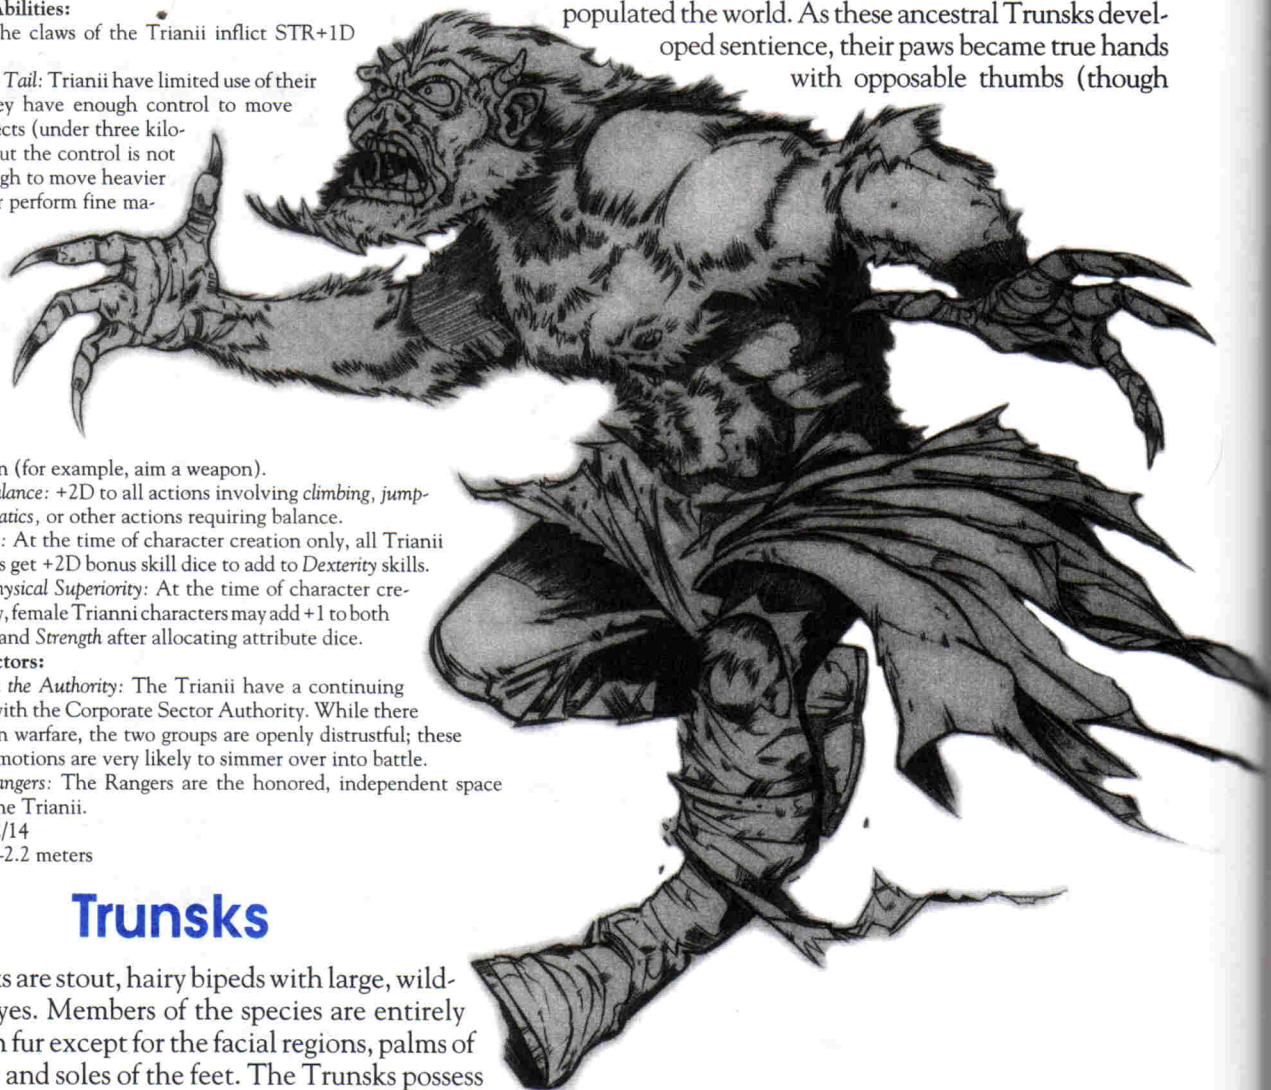 bilities:
he claws of the Trianii inflict STR+1D
Tail: Trianii have limited use of their
ey have enough control to move
ects (under three kilo-
ut the control is not
gh to move heavier
r perform fine ma-
n (for example, aim a weapon).
lance: +2D to all actions involving climbing, jump-
atics, or other actions requiring balance.
: At the time of character creation only, all Trianii
s get +2D bonus skill dice to add to Dexterity skills.
hysical Superiority: At the time of character cre-
y, female Trianni characters may add +1 to both
and Strength after allocating attribute dice.
ctors:
the Authority: The Trianii have a continuing
with the Corporate Sector Authority. While there
n warfare, the two groups are openly distrustful; these
motions are very likely to simmer over into battle.
angers: The Rangers are the honored, independent space
he Trianii.
/14
-2.2 meters
Trunsks
s are stout, hairy bipeds with large, wild-
yes. Members of the species are entirely
n fur except for the facial regions, palms of
and soles of the feet. The Trunsks possess
populated the world. As these ancestral Trunsks devel-
oped sentience, their paws became true hands
with opposable thumbs (though